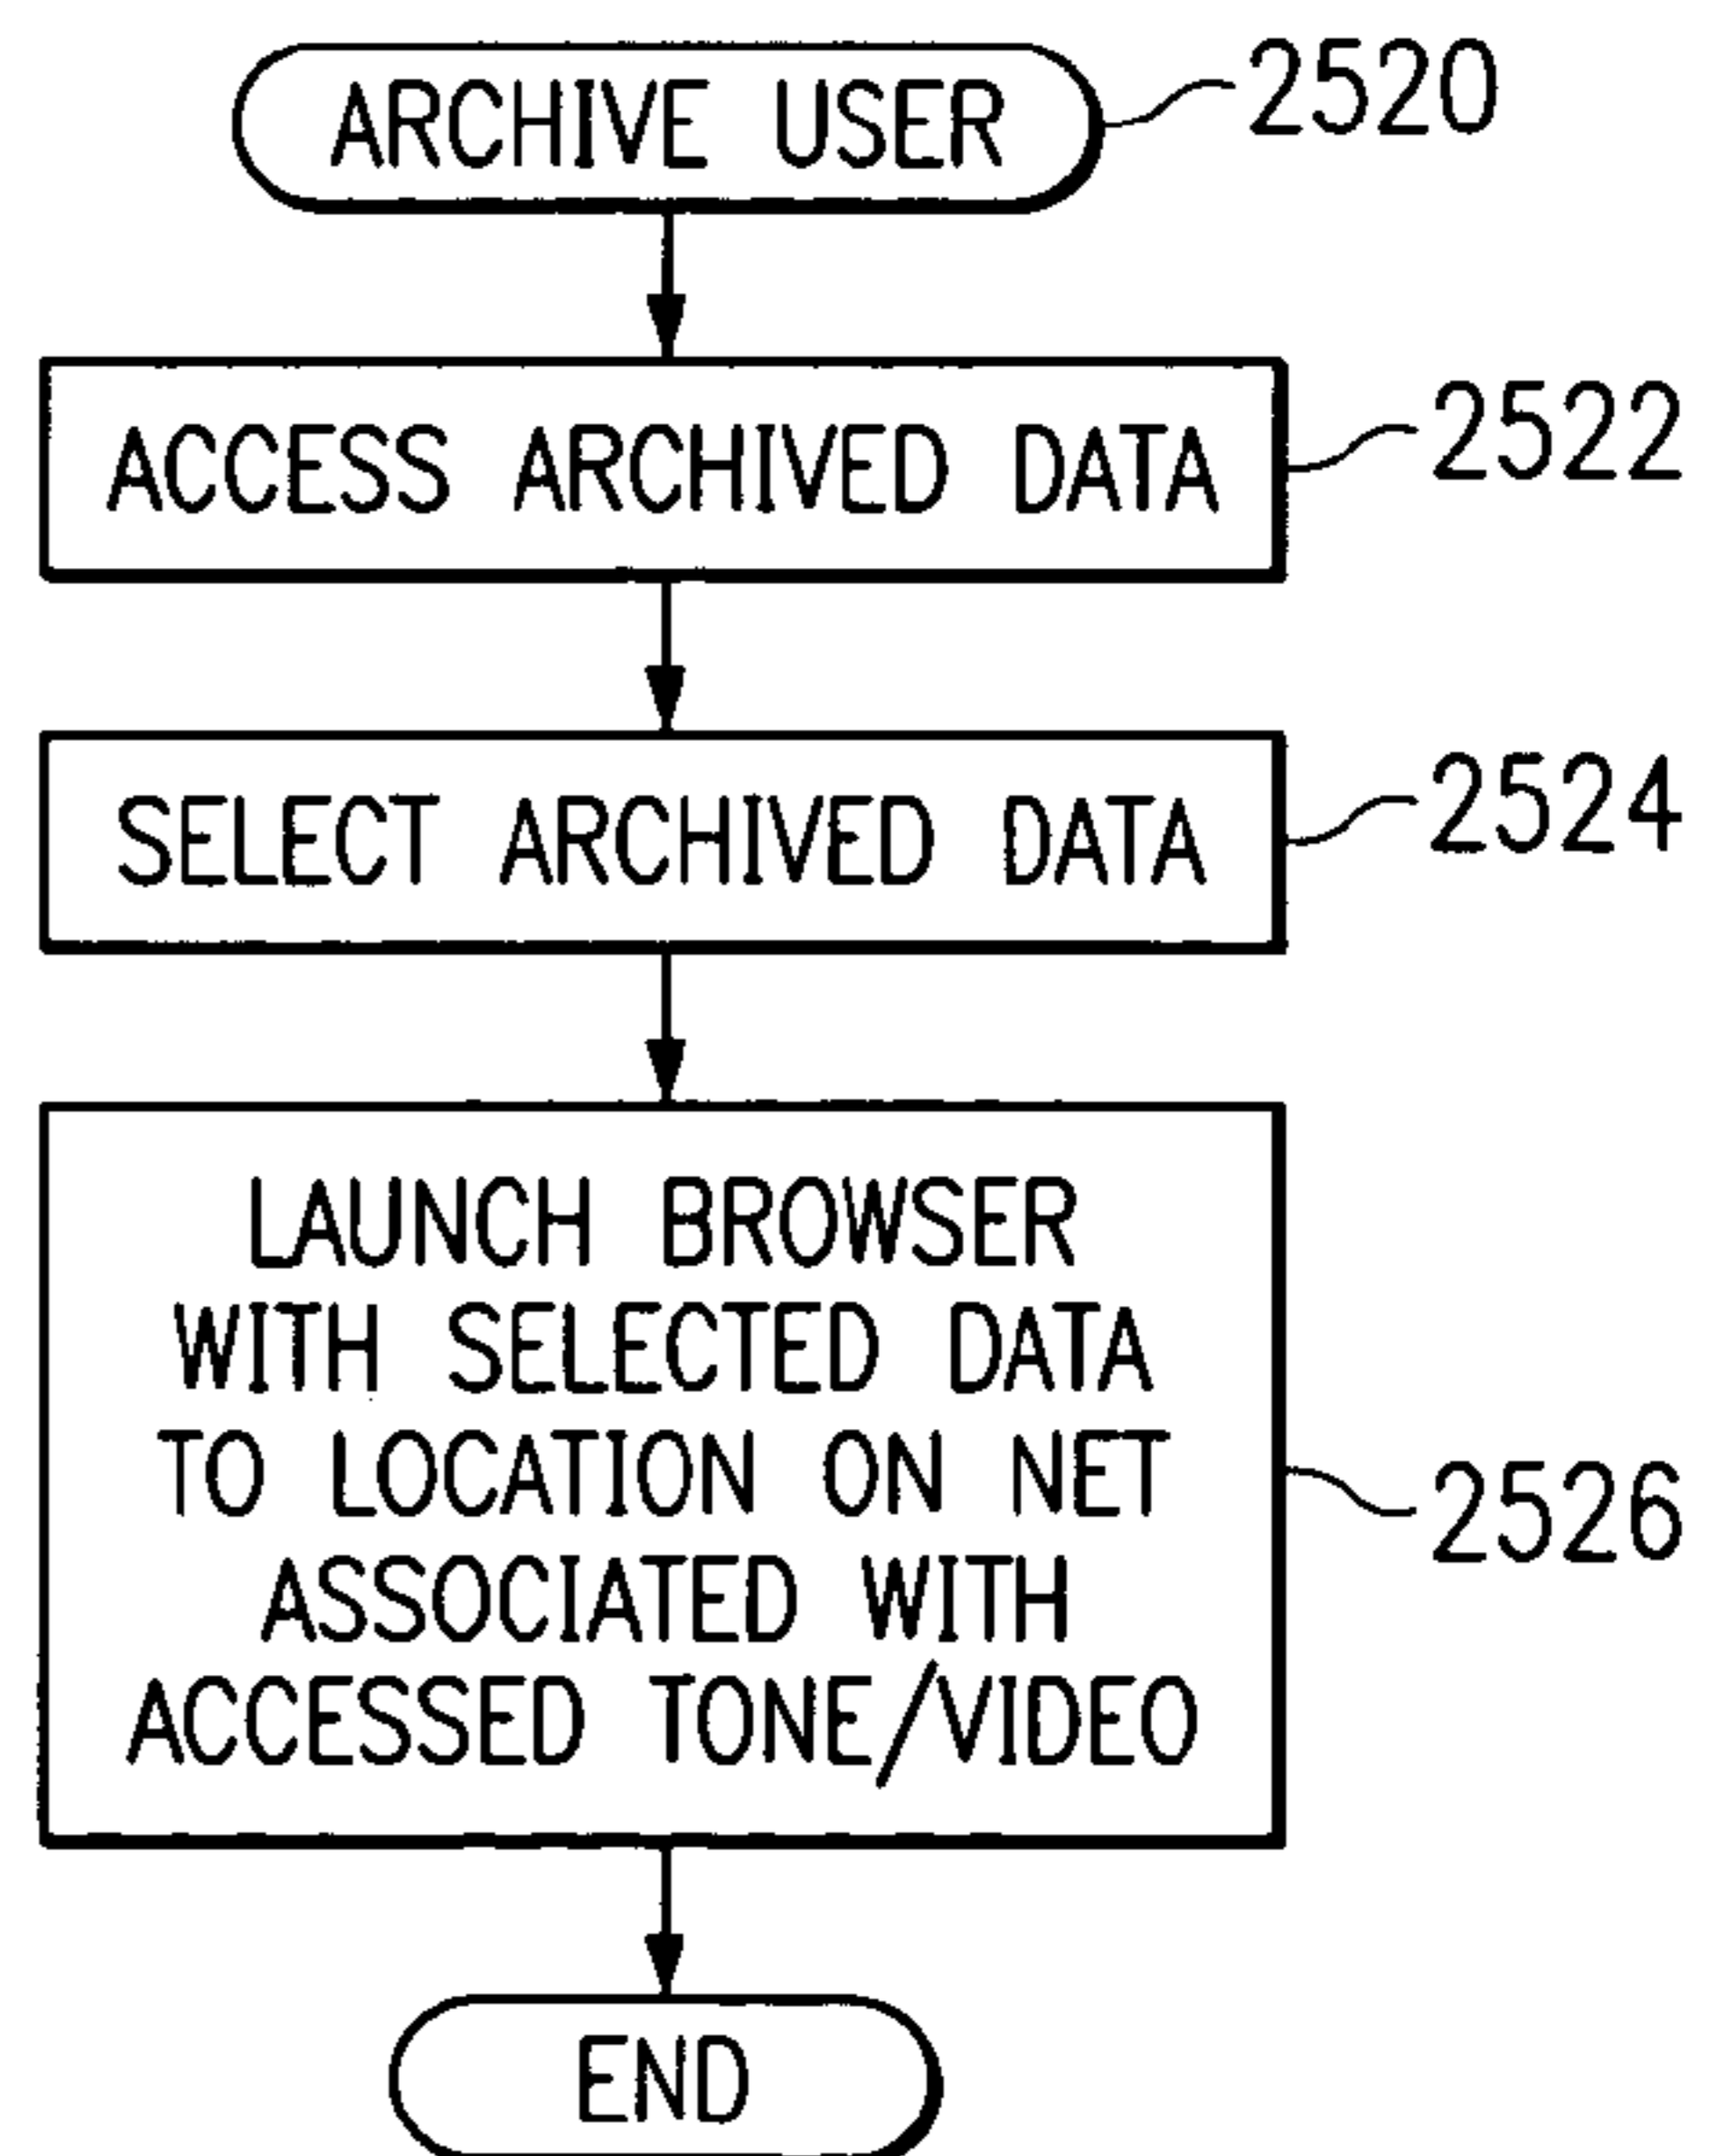 ARCHIVE USER 2520
ACCESS ARCHIVED DATA 2522
SELECT ARCHIVED DATA 2524
LAUNCH BROWSER
WITH SELECTED DATA
TO LOCATION ON NET
ASSOCIATED WITH
ACCESSED TONE/VIDEO
2526
END